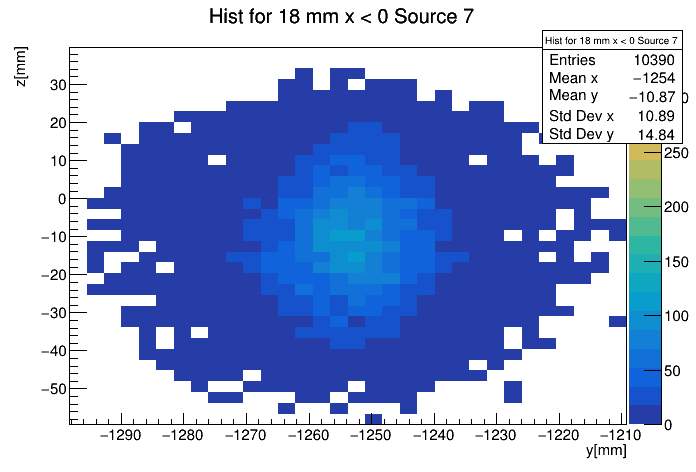 Hist for 18 mm x < 0 Source 7
z[mm]
Hist for 18 mm x < 0 Source 7
Entries 10390
Mean x −1254
Mean y −10.87
Std Dev x 10.89
Std Dev y 14.84
30
20
10
0
−10
−20
−30
−40
−50
0
250
200
150
100
50
0
−1290 −1280 −1270 −1260 −1250 −1240 −1230 −1220 −1210
y[mm]